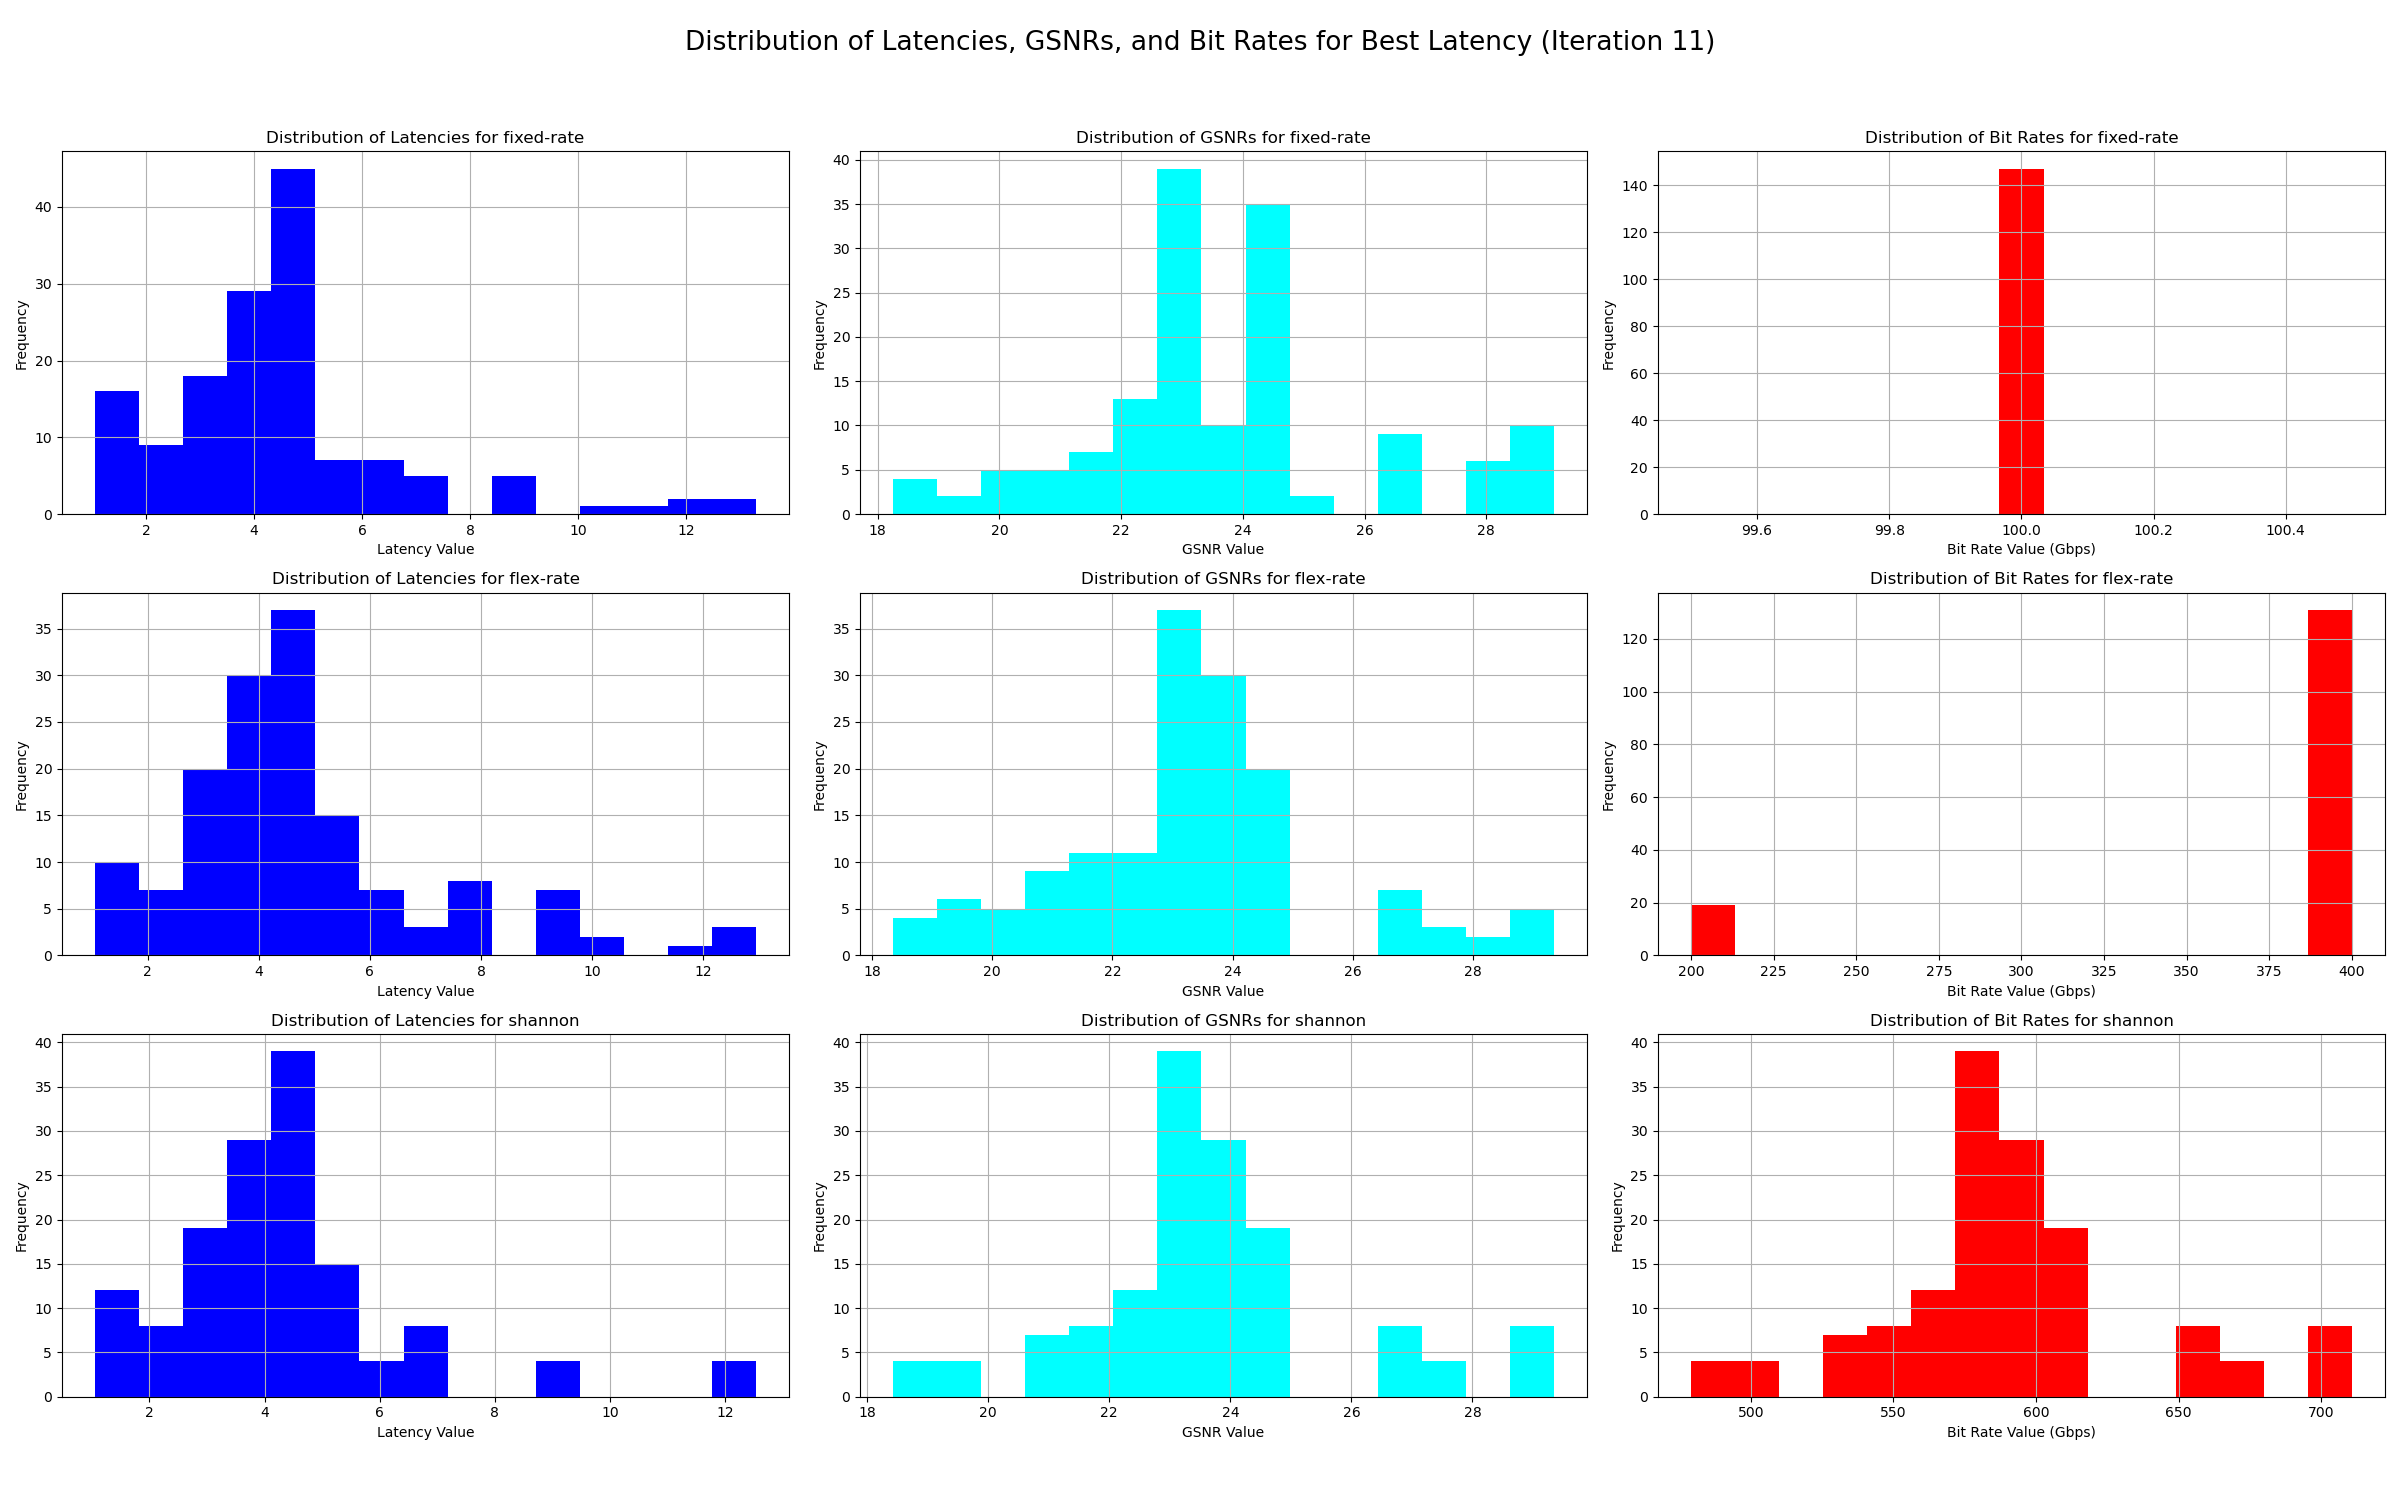 Distribution of Latencies, GSNRs, and Bit Rates for Best Latency (Iteration 11)
Distribution of Latencies for fixed-rate
Frequency
40
30
20
10
0
2 4 6 8 10 12
Latency Value
Distribution of GSNRs for fixed-rate
Frequency
40
35
30
25
20
15
10
5
0
18 20 22 24 26 28
GSNR Value
Distribution of Bit Rates for fixed-rate
Frequency
140
120
100
80
60
40
20
0
99.6 99.8 100.0 100.2 100.4
Bit Rate Value (Gbps)
Distribution of Latencies for flex-rate
Frequency
35
30
25
20
15
10
5
0
2 4 6 8 10 12
Latency Value
Distribution of GSNRs for flex-rate
Frequency
35
30
25
20
15
10
5
0
18 20 22 24 26 28
GSNR Value
Distribution of Bit Rates for flex-rate
Frequency
120
100
80
60
40
20
0
200 225 250 275 300 325 350 375 400
Bit Rate Value (Gbps)
Distribution of Latencies for shannon
Frequency
40
35
30
25
20
15
10
5
0
2 4 6 8 10 12
Latency Value
Distribution of GSNRs for shannon
Frequency
40
35
30
25
20
15
10
5
0
18 20 22 24 26 28
GSNR Value
Distribution of Bit Rates for shannon
Frequency
40
35
30
25
20
15
10
5
0
500 550 600 650 700
Bit Rate Value (Gbps)